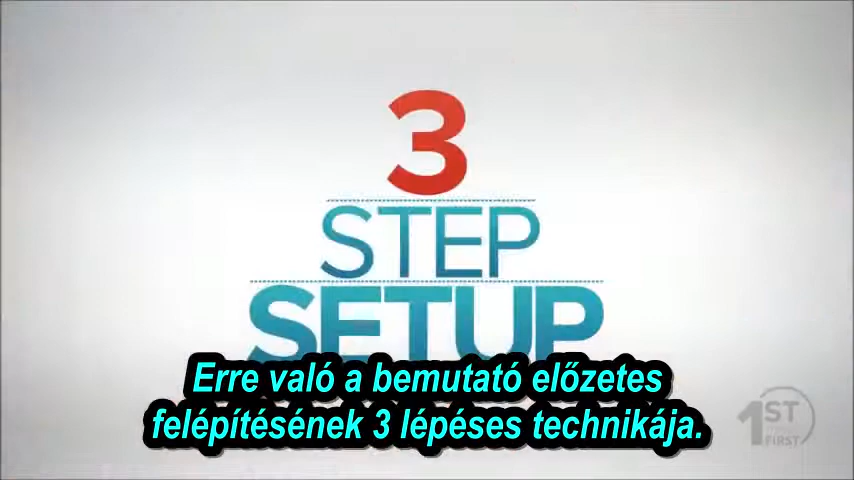 3
STEP
SETUP
Erre való a bemutató előzetes
felépítésének 3 lépéses technikája.
1ST
FIRST